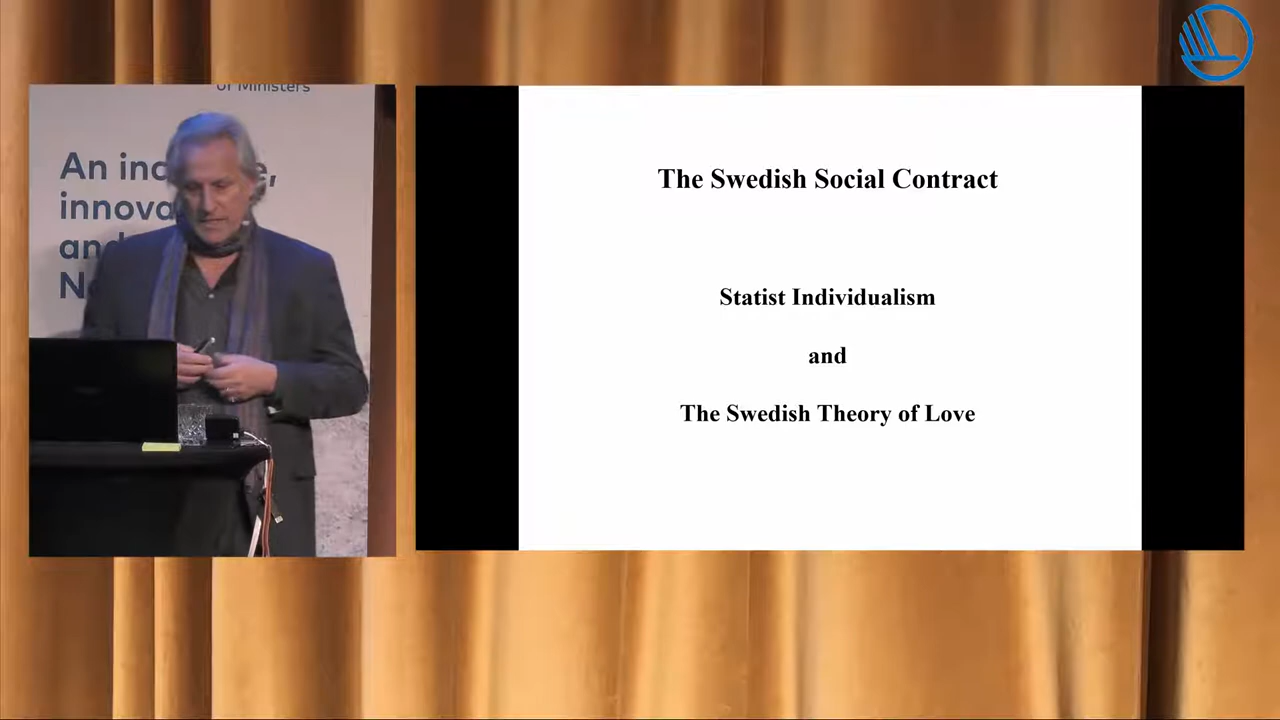 of Ministers
An inc e,
innova
and
N
The Swedish Social Contract
Statist Individualism
and
The Swedish Theory of Love